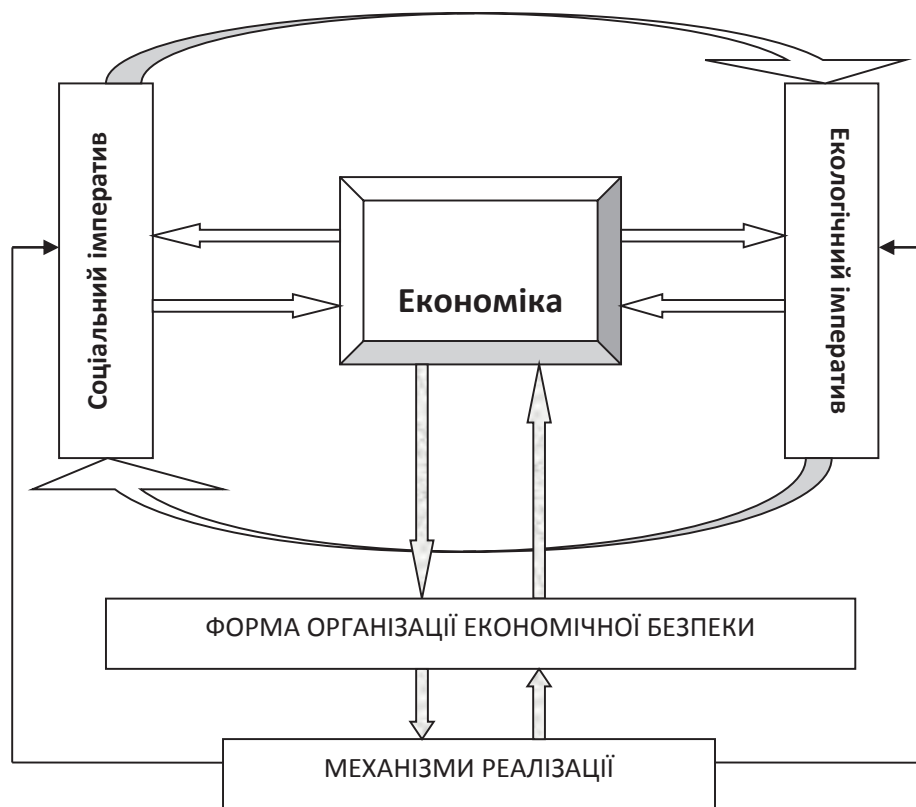 Соціальний імператив
Економіка
Екологічний імператив
ФОРМА ОРГАНІЗАЦІЇ ЕКОНОМІЧНОЇ БЕЗПЕКИ
МЕХАНІЗМИ РЕАЛІЗАЦІЇ